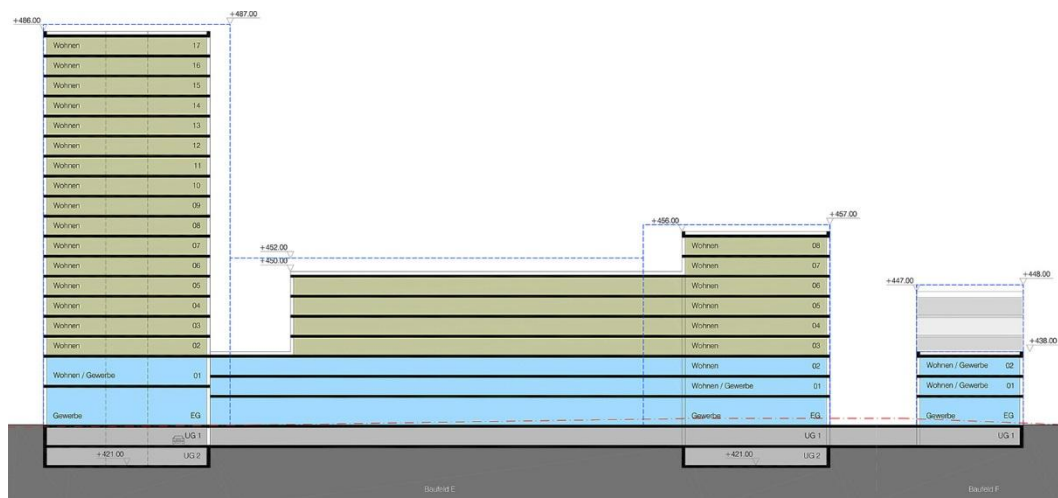 +486.00 +487.00
Wohnen 17
Wohnen 16
Wohnen 15
Wohnen 14
Wohnen 13
Wohnen 12
Wohnen 11
Wohnen 10
Wohnen 09
Wohnen 08
Wohnen 07
Wohnen 06
Wohnen 05
Wohnen 04
Wohnen 03
Wohnen 02
Wohnen / Gewerbe 01
Gewerbe EG
UG 1
UG 2
+421.00
+452.00
+450.00
+456.00 +457.00
Wohnen 08
Wohnen 07
Wohnen 06
Wohnen 05
Wohnen 04
Wohnen 03
Wohnen 02
Wohnen / Gewerbe 01
Gewerbe EG
UG 1
UG 2
+421.00
+447.00 +448.00
+438.00
Wohnen / Gewerbe 02
Wohnen / Gewerbe 01
Gewerbe EG
UG 1
Baufeld E
Baufeld F